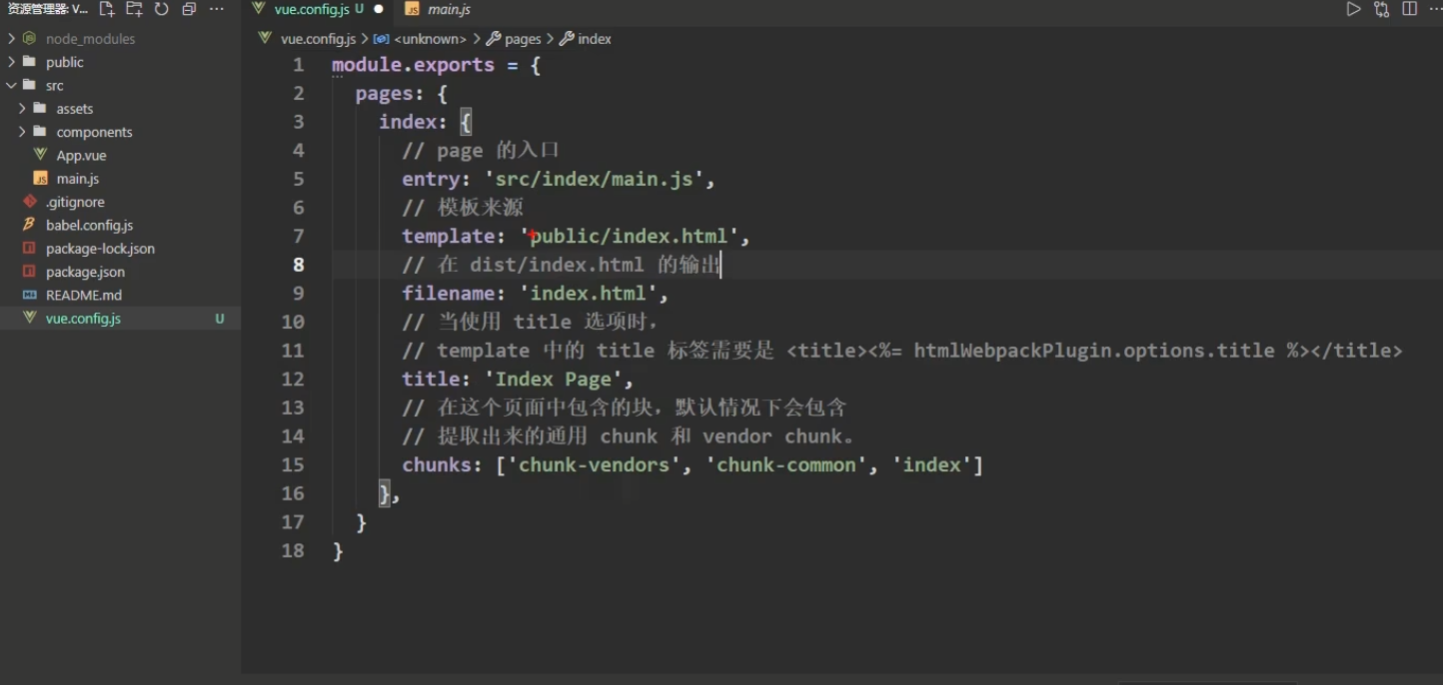 资源管理器: V...
node_modules
public
src
assets
components
App.vue
main.js
.gitignore
babel.config.js
package-lock.json
package.json
README.md
vue.config.js U
vue.config.js U ● main.js
vue.config.js > <unknown> > pages > index
1 module.exports = {
2 pages: {
3 index: {
4 // page 的入口
5 entry: 'src/index/main.js',
6 // 模板来源
7 template: 'public/index.html',
8 // 在 dist/index.html 的输出
9 filename: 'index.html',
10 // 当使用 title 选项时，
11 // template 中的 title 标签需要是 <title><%= htmlWebpackPlugin.options.title %></title>
12 title: 'Index Page',
13 // 在这个页面中包含的块，默认情况下会包含
14 // 提取出来的通用 chunk 和 vendor chunk。
15 chunks: ['chunk-vendors', 'chunk-common', 'index']
16 },
17 }
18 }